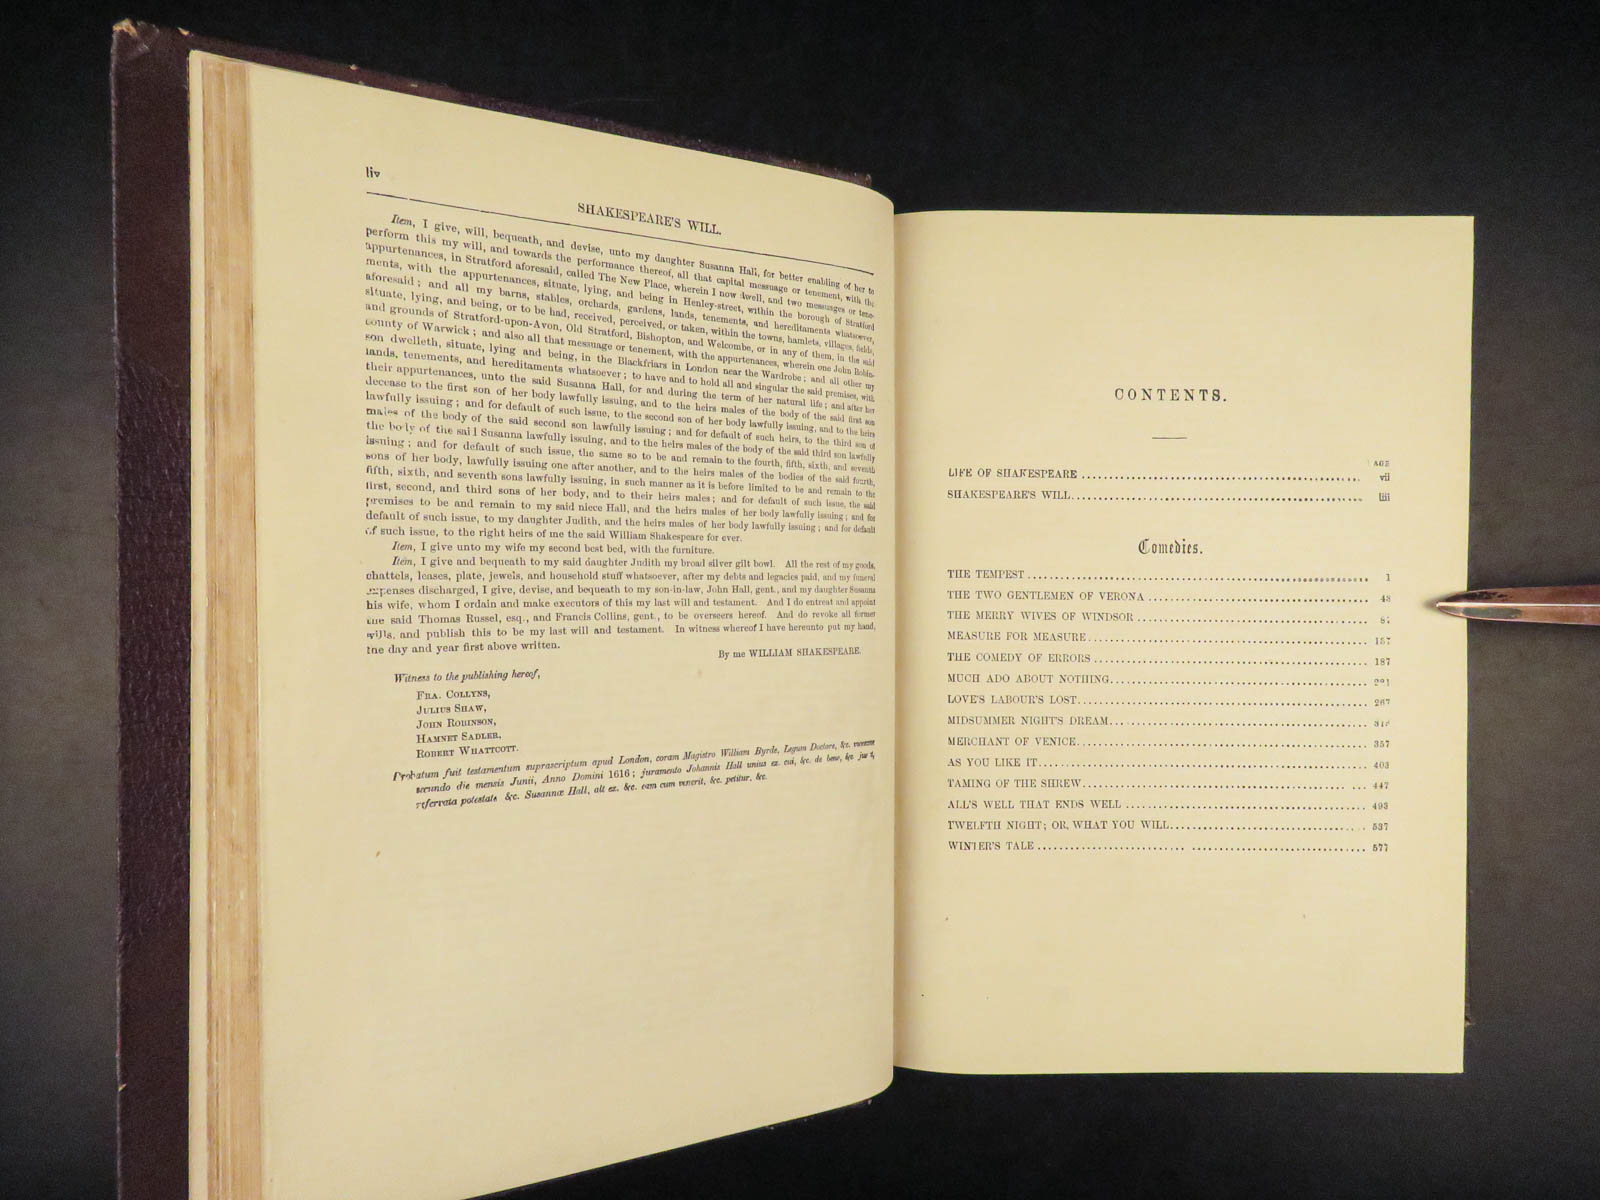 liv
SHAKESPEARE'S WILL.
Item, I give, will, bequeath, and devise, unto my daughter Susanna Hall, for better enabling of her to
perform this my will, and towards the performance thereof, all that capital messuage or tenement, with the
appurtenances, in Stratford aforesaid, called The New Place, wherein I now dwell, and two messuages or tene-
ments, with the appurtenances, situate, lying, and being in Henley-street, within the borough of Stratford
aforesaid; and all my barns, stables, orchards, gardens, lands, tenements, and hereditaments whatsoever,
situate, lying, and being, or to be had, received, perceived, or taken, within the towns, hamlets, villages, fields,
and grounds of Stratford-upon-Avon, Old Stratford, Bishopton, and Welcombe, or in any of them, in the said
county of Warwick; and also all that messuage or tenement, with the appurtenances, wherein one John Robin-
son dwelleth, situate, lying and being, in the Blackfriars in London near the Wardrobe; and all other my
lands, tenements, and hereditaments whatsoever; to have and to hold all and singular the said premises, with
their appurtenances, unto the said Susanna Hall, for and during the term of her natural life; and after her
decease to the first son of her body lawfully issuing, and to the heirs males of the body of the said first son
lawfully issuing; and for default of such issue, to the second son of her body lawfully issuing, and to the heirs
males of the body of the said second son lawfully issuing; and for default of such heirs, to the third son of
the body of the said Susanna lawfully issuing, and to the heirs males of the body of the said third son lawfully
issuing; and for default of such issue, the same so to be and remain to the fourth, fifth, sixth, and seventh
sons of her body, lawfully issuing one after another, and to the heirs males of the bodies of the said fourth,
fifth, sixth, and seventh sons lawfully issuing, in such manner as it is before limited to be and remain to the
first, second, and third sons of her body, and to their heirs males; and for default of such issue, the said
premises to be and remain to my said niece Hall, and the heirs males of her body lawfully issuing; and for
default of such issue, to my daughter Judith, and the heirs males of her body lawfully issuing; and for default
of such issue, to the right heirs of me the said William Shakespeare for ever.
Item, I give unto my wife my second best bed, with the furniture.
Item, I give and bequeath to my said daughter Judith my broad silver gilt bowl. All the rest of my goods,
chattels, leases, plate, jewels, and household stuff whatsoever, after my debts and legacies paid, and my funeral
expenses discharged, I give, devise, and bequeath to my son-in-law, John Hall, gent., and my daughter Susanna
his wife, whom I ordain and make executors of this my last will and testament. And I do entreat and appoint
the said Thomas Russel, esq., and Francis Collins, gent., to be overseers hereof. And do revoke all former
wills, and publish this to be my last will and testament. In witness whereof I have hereunto put my hand,
the day and year first above written.
By me WILLIAM SHAKESPEARE.
Witness to the publishing hereof,
FRA. COLLYNS,
JULIUS SHAW,
JOHN ROBINSON,
HAMNET SADLER,
ROBERT WHATTCOTT.
Probatum fuit testamentum suprascriptum apud London, coram Magistro William Byrde, Legum Doctore, &c. vicesimo
secundo die mensis Junii, Anno Domini 1616; juramento Johannis Hall unius ex. cui, &c. de bene, &c.
reservata potestate &c. Susannæ Hall, alt ex. &c. eam cum venerit, &c. petitur, &c.
CONTENTS.
AGE
LIFE OF SHAKESPEARE vii
SHAKESPEARE'S WILL liii
Comedies.
THE TEMPEST 1
THE TWO GENTLEMEN OF VERONA 43
THE MERRY WIVES OF WINDSOR
MEASURE FOR MEASURE 137
THE COMEDY OF ERRORS 187
MUCH ADO ABOUT NOTHING 221
LOVE'S LABOUR'S LOST 267
MIDSUMMER NIGHT'S DREAM
MERCHANT OF VENICE 357
AS YOU LIKE IT 403
TAMING OF THE SHREW 447
ALL'S WELL THAT ENDS WELL 493
TWELFTH NIGHT; OR, WHAT YOU WILL 537
WINTER'S TALE 577